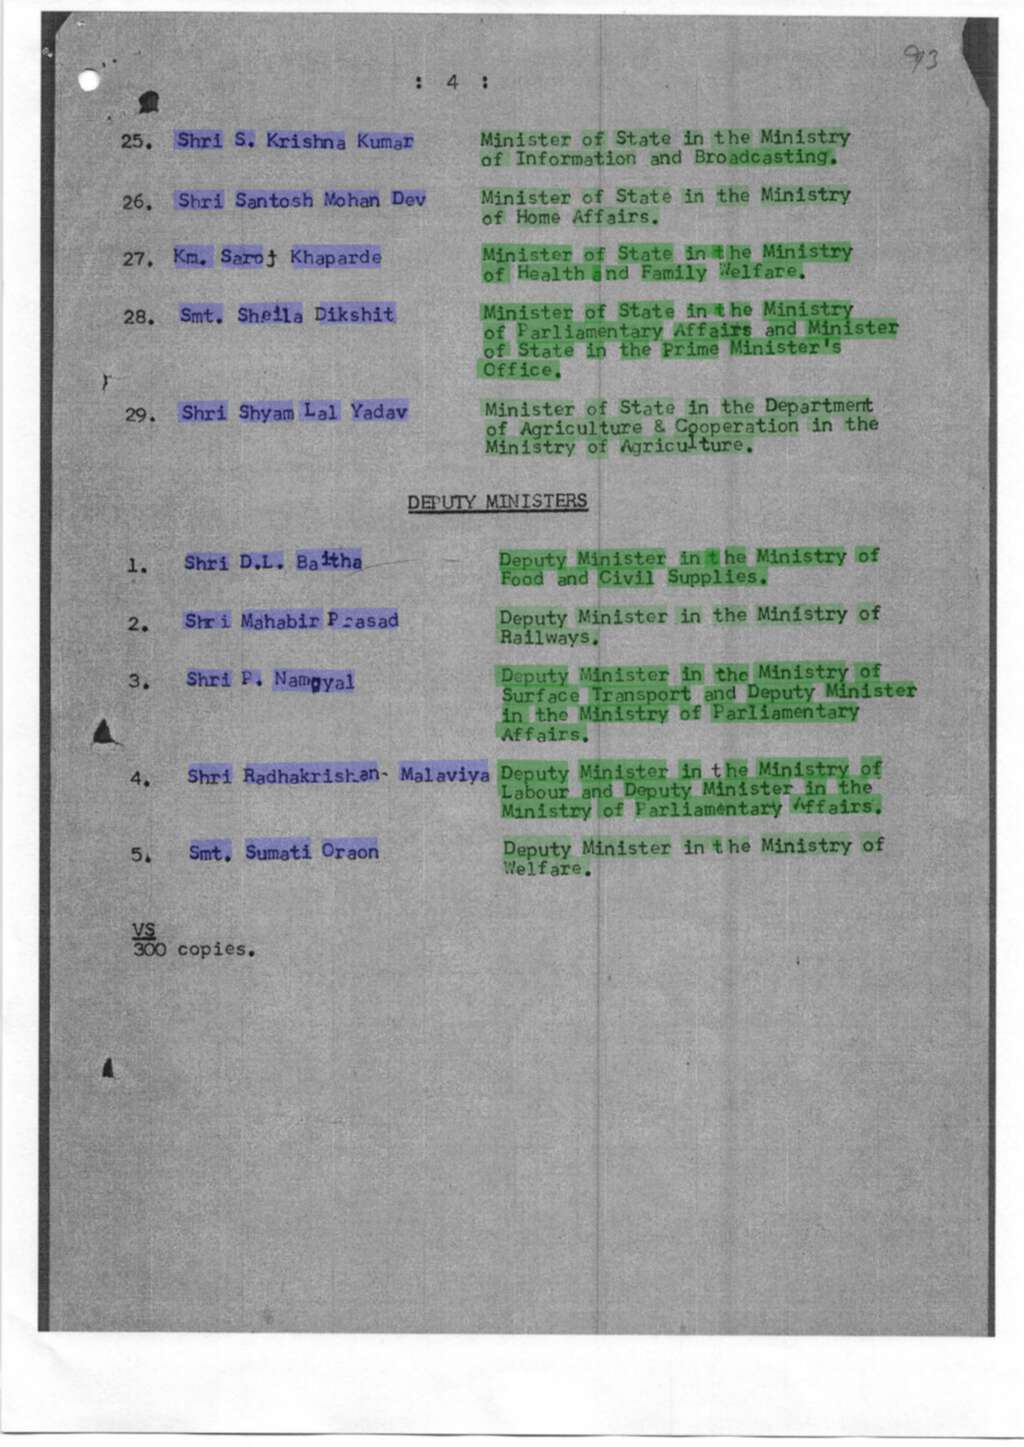 : 4 :
25. Shri S. Krishna Kumar Minister of State in the Ministry
of Information and Broadcasting.
26. Shri Santosh Mohan Dev Minister of State in the Ministry
of Home Affairs.
27. Km. Saroj Khaparde Minister of State in the Ministry
of Health and Family Welfare.
28. Smt. Sheila Dikshit Minister of State in the Ministry
of Parliamentary Affairs and Minister
of State in the Prime Minister's
Office.
29. Shri Shyam Lal Yadav Minister of State in the Department
of Agriculture & Cooperation in the
Ministry of Agriculture.
DEPUTY MINISTERS
1. Shri D.L. Baitha Deputy Minister in the Ministry of
Food and Civil Supplies.
2. Shri Mahabir Prasad Deputy Minister in the Ministry of
Railways.
3. Shri P. Namgyal Deputy Minister in the Ministry of
Surface Transport and Deputy Minister
in the Ministry of Parliamentary
Affairs.
4. Shri Radhakrishan- Malaviya Deputy Minister in the Ministry of
Labour and Deputy Minister in the
Ministry of Parliamentary Affairs.
5. Smt. Sumati Oraon Deputy Minister in the Ministry of
Welfare.
VS
300 copies.